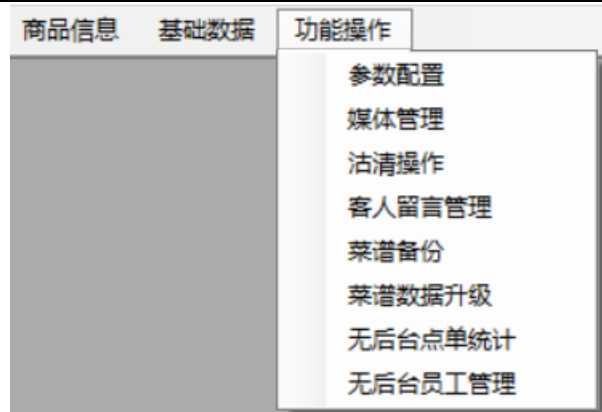 商品信息 基础数据 功能操作
参数配置
媒体管理
沽清操作
客人留言管理
菜谱备份
菜谱数据升级
无后台点单统计
无后台员工管理